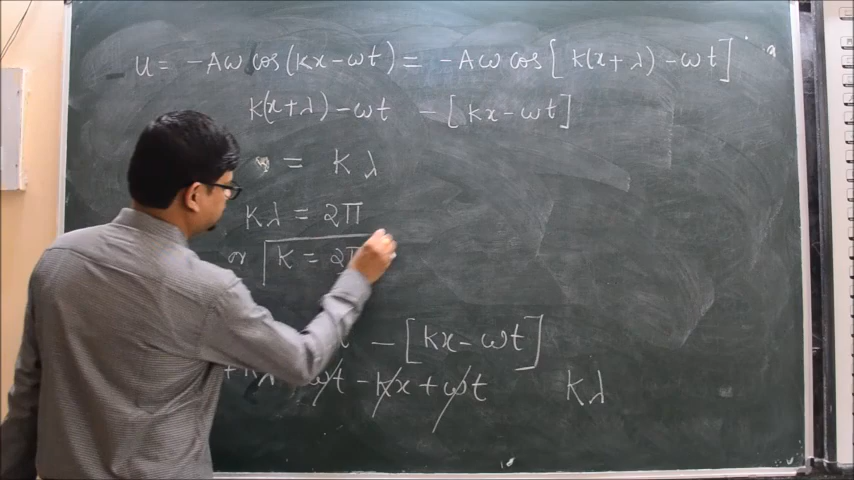 U = -Aω cos(kx-ωt) = -Aω cos[k(x+λ)-ωt]
k(x+λ)-ωt -[kx-ωt]
= kλ
kλ = 2π
or k = 2π
-[kx-ωt]
+kλ ωt -kx+ωt kλ